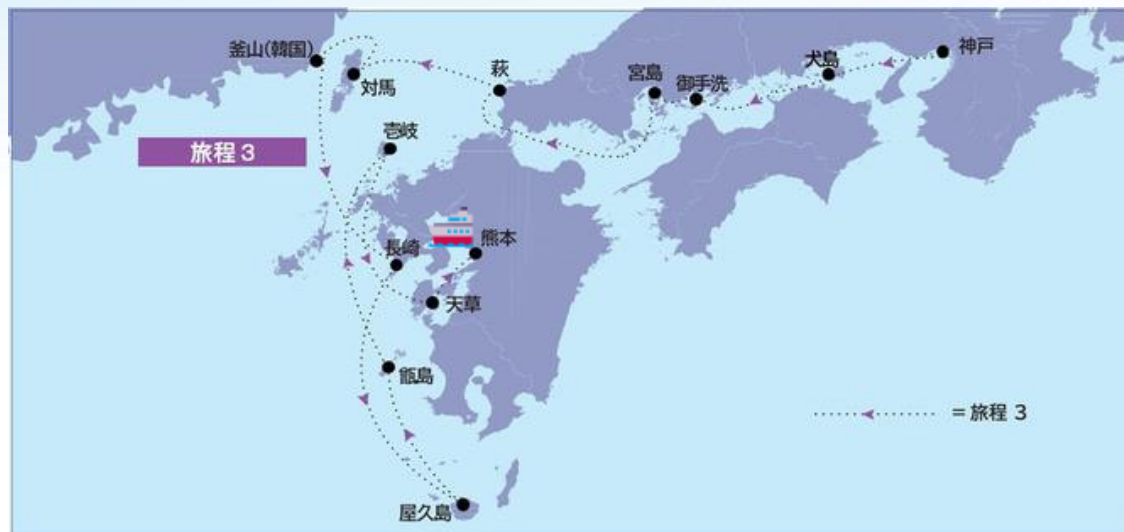 釜山(韓国)
対馬
萩
宮島
御手洗
犬島
神戸
壱岐
旅程 3
長崎
熊本
天草
甑島
= 旅程 3
屋久島